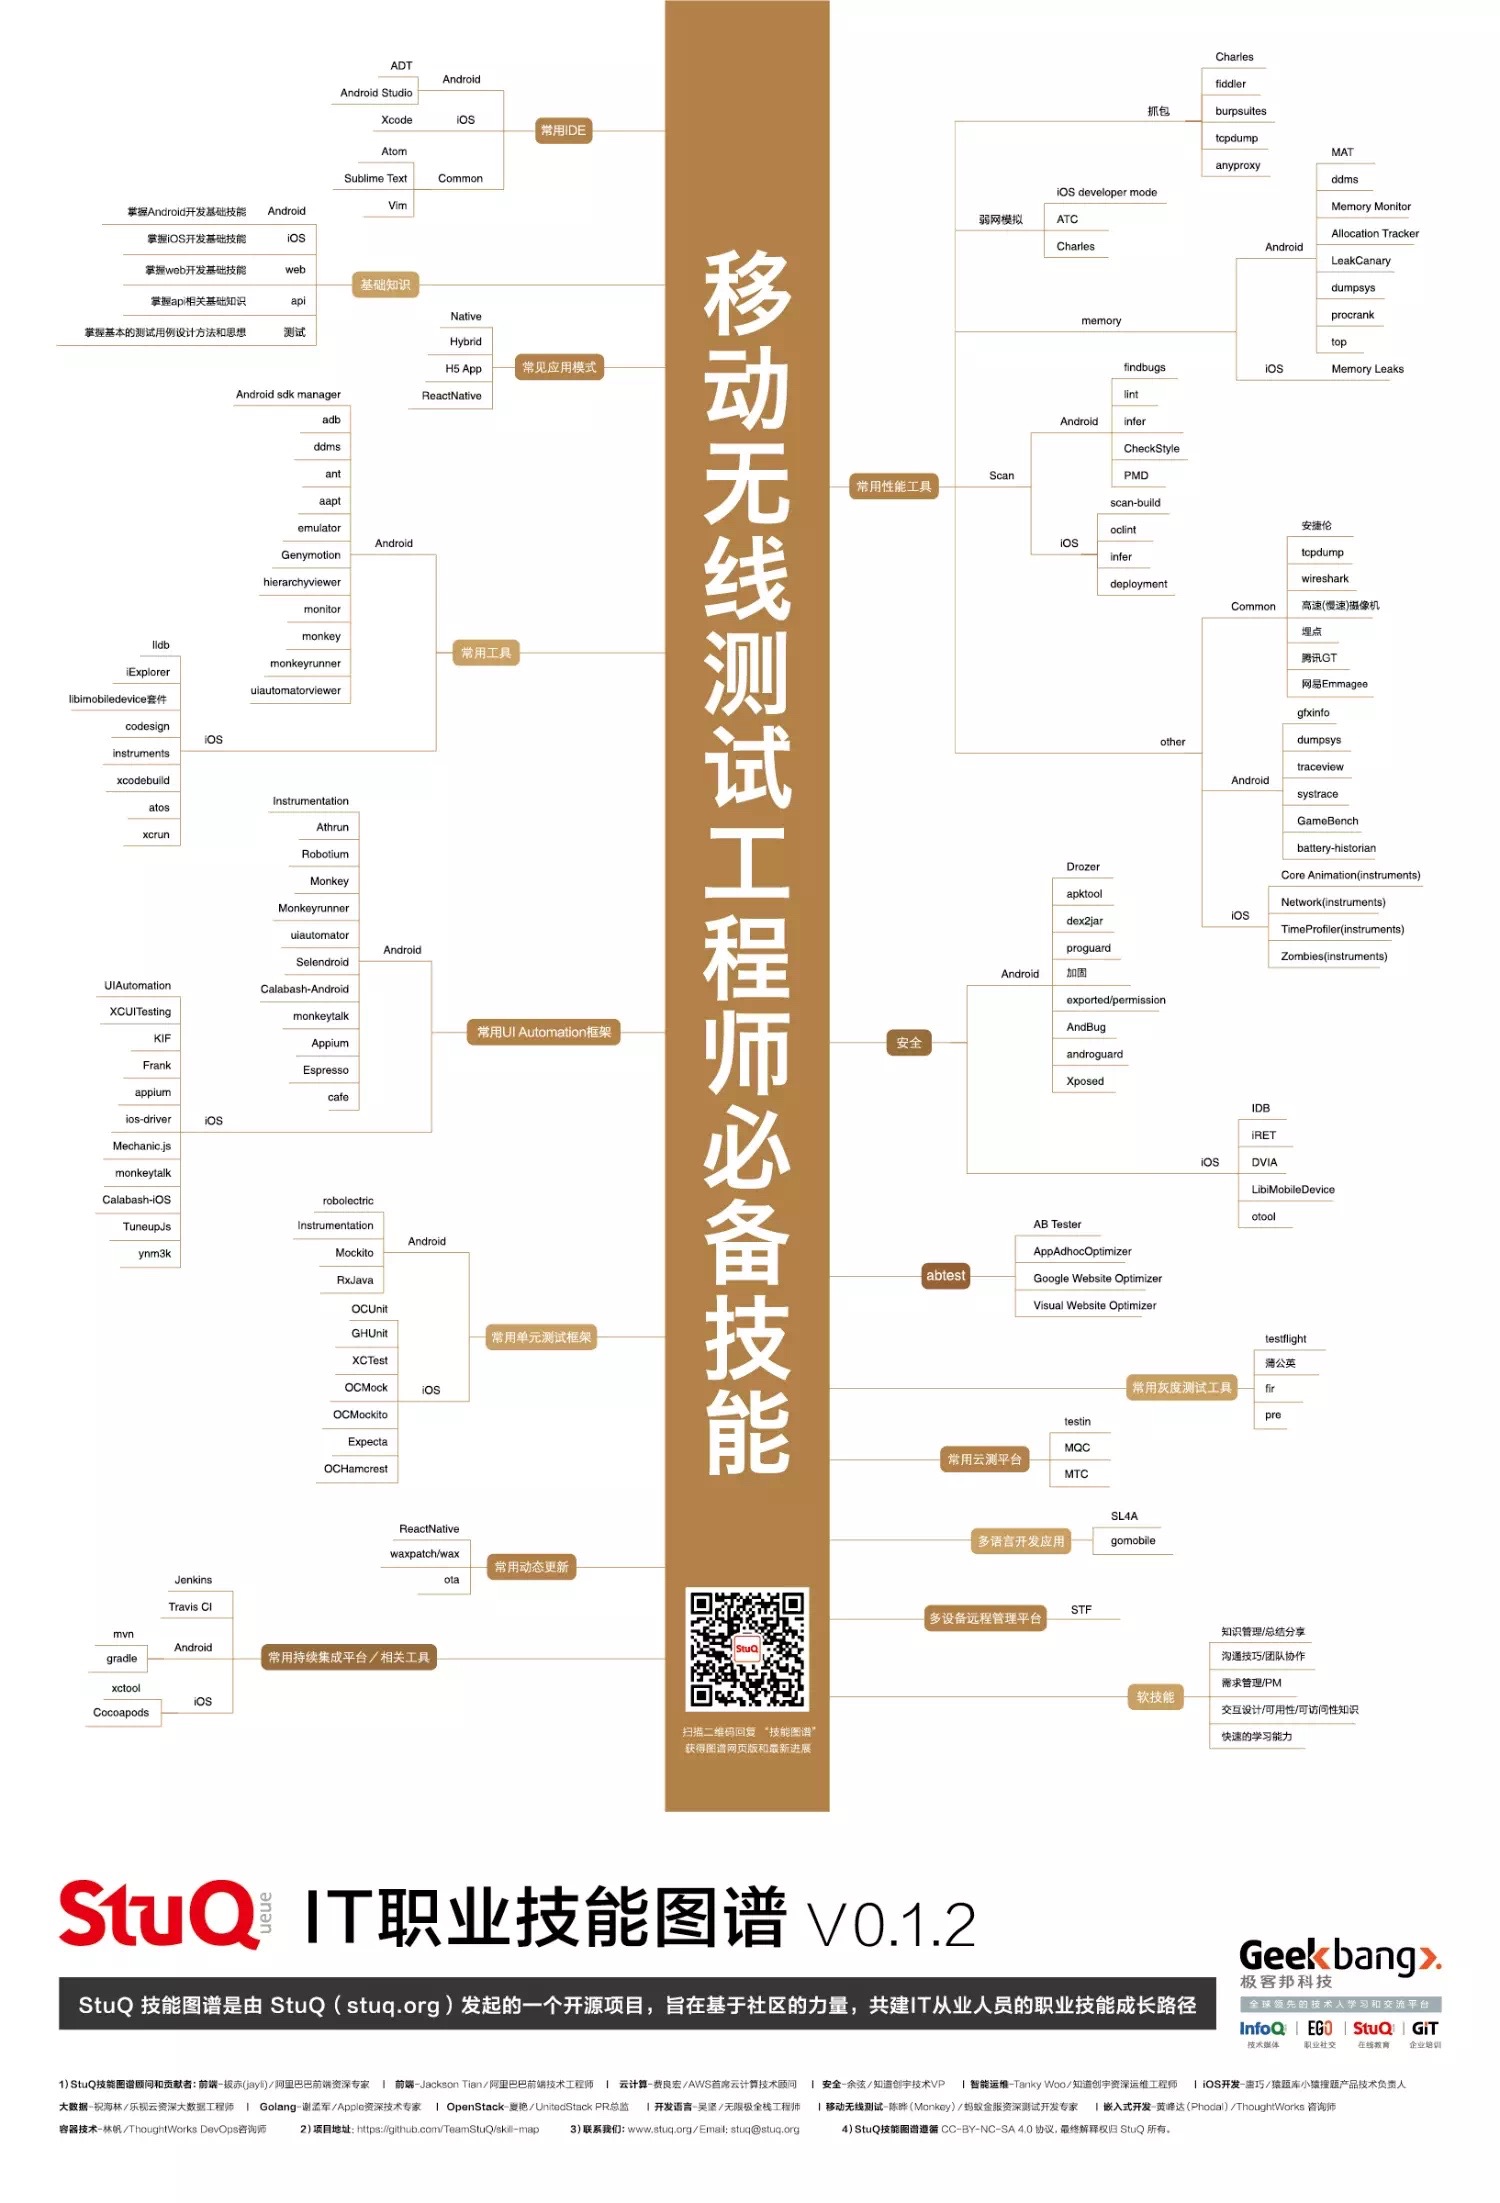 移动无线测试工程师必备技能
ADT
Android Studio
Android
Xcode
iOS
常用IDE
Atom
Sublime Text
Common
Vim
掌握Android开发基础技能 Android
掌握iOS开发基础技能 iOS
掌握web开发基础技能 web
基础知识
掌握api相关基础知识 api
掌握基本的测试用例设计方法和思想 测试
Native
Hybrid
常见应用模式
H5 App
ReactNative
Android sdk manager
adb
ddms
ant
aapt
emulator
Android
Genymotion
hierarchyviewer
monitor
monkey
monkeyrunner
uiautomatorviewer
常用工具
lldb
iExplorer
libimobiledevice套件
codesign
iOS
instruments
xcodebuild
atos
xcrun
Instrumentation
Athrun
Robotium
Monkey
Monkeyrunner
uiautomator
Android
Selendroid
Calabash-Android
monkeytalk
Appium
Espresso
cafe
常用UI Automation框架
UIAutomation
XCUITesting
KIF
Frank
appium
ios-driver
iOS
Mechanic.js
monkeytalk
Calabash-iOS
TuneupJs
ynm3k
robolectric
Instrumentation
Android
Mockito
RxJava
常用单元测试框架
OCUnit
GHUnit
XCTest
OCMock
iOS
OCMockito
Expecta
OCHamcrest
ReactNative
waxpatch/wax
常用动态更新
ota
Jenkins
Travis CI
mvn
Android
gradle
常用持续集成平台／相关工具
xctool
iOS
Cocoapods
常用性能工具
抓包
Charles
fiddler
burpsuites
tcpdump
anyproxy
弱网模拟
iOS developer mode
ATC
Charles
memory
Android
MAT
ddms
Memory Monitor
Allocation Tracker
LeakCanary
dumpsys
procrank
top
iOS
Memory Leaks
Scan
Android
findbugs
lint
infer
CheckStyle
PMD
iOS
scan-build
oclint
infer
deployment
other
Common
安捷伦
tcpdump
wireshark
高速(慢速)摄像机
埋点
腾讯GT
网易Emmagee
Android
gfxinfo
dumpsys
traceview
systrace
GameBench
battery-historian
iOS
Core Animation(instruments)
Network(instruments)
TimeProfiler(instruments)
Zombies(instruments)
安全
Android
Drozer
apktool
dex2jar
proguard
加固
exported/permission
AndBug
androguard
Xposed
iOS
IDB
iRET
DVIA
LibiMobileDevice
otool
abtest
AB Tester
AppAdhocOptimizer
Google Website Optimizer
Visual Website Optimizer
常用灰度测试工具
testflight
蒲公英
fir
pre
常用云测平台
testin
MQC
MTC
多语言开发应用
SL4A
gomobile
多设备远程管理平台
STF
软技能
知识管理/总结分享
沟通技巧/团队协作
需求管理/PM
交互设计/可用性/可访问性知识
快速的学习能力
StuQ
扫描二维码回复 “技能图谱”
获得图谱网页版和最新进展
StuQueue IT职业技能图谱 V0.1.2
StuQ 技能图谱是由 StuQ（stuq.org）发起的一个开源项目，旨在基于社区的力量，共建IT从业人员的职业技能成长路径
Geekbang>.
极客邦科技
全球领先的技术人学习和交流平台
InfoQ | EGO | StuQ | GiT
技术媒体 职业社交 在线教育 企业培训
1) StuQ技能图谱顾问和贡献者: 前端-拔赤(jayli)/阿里巴巴前端资深专家 | 前端-Jackson Tian/阿里巴巴前端技术工程师 | 云计算-费良宏/AWS首席云计算技术顾问 | 安全-余弦/知道创宇技术VP | 智能运维-Tanky Woo/知道创宇资深运维工程师 | iOS开发-唐巧/猿题库小猿搜题产品技术负责人
大数据-祝海林/乐视云资深大数据工程师 | Golang-谢孟军/Apple资深技术专家 | OpenStack-夏艳/UnitedStack PR总监 | 开发语言-吴坚/无限极全栈工程师 | 移动无线测试-陈晔(Monkey)/蚂蚁金服资深测试开发专家 | 嵌入式开发-黄峰达(Phodal)/ThoughtWorks 咨询师
容器技术-林帆/ThoughtWorks DevOps咨询师 2) 项目地址: https://github.com/TeamStuQ/skill-map 3) 联系我们: www.stuq.org/Email: stuq@stuq.org 4) StuQ技能图谱遵循 CC-BY-NC-SA 4.0 协议, 最终解释权归 StuQ 所有。